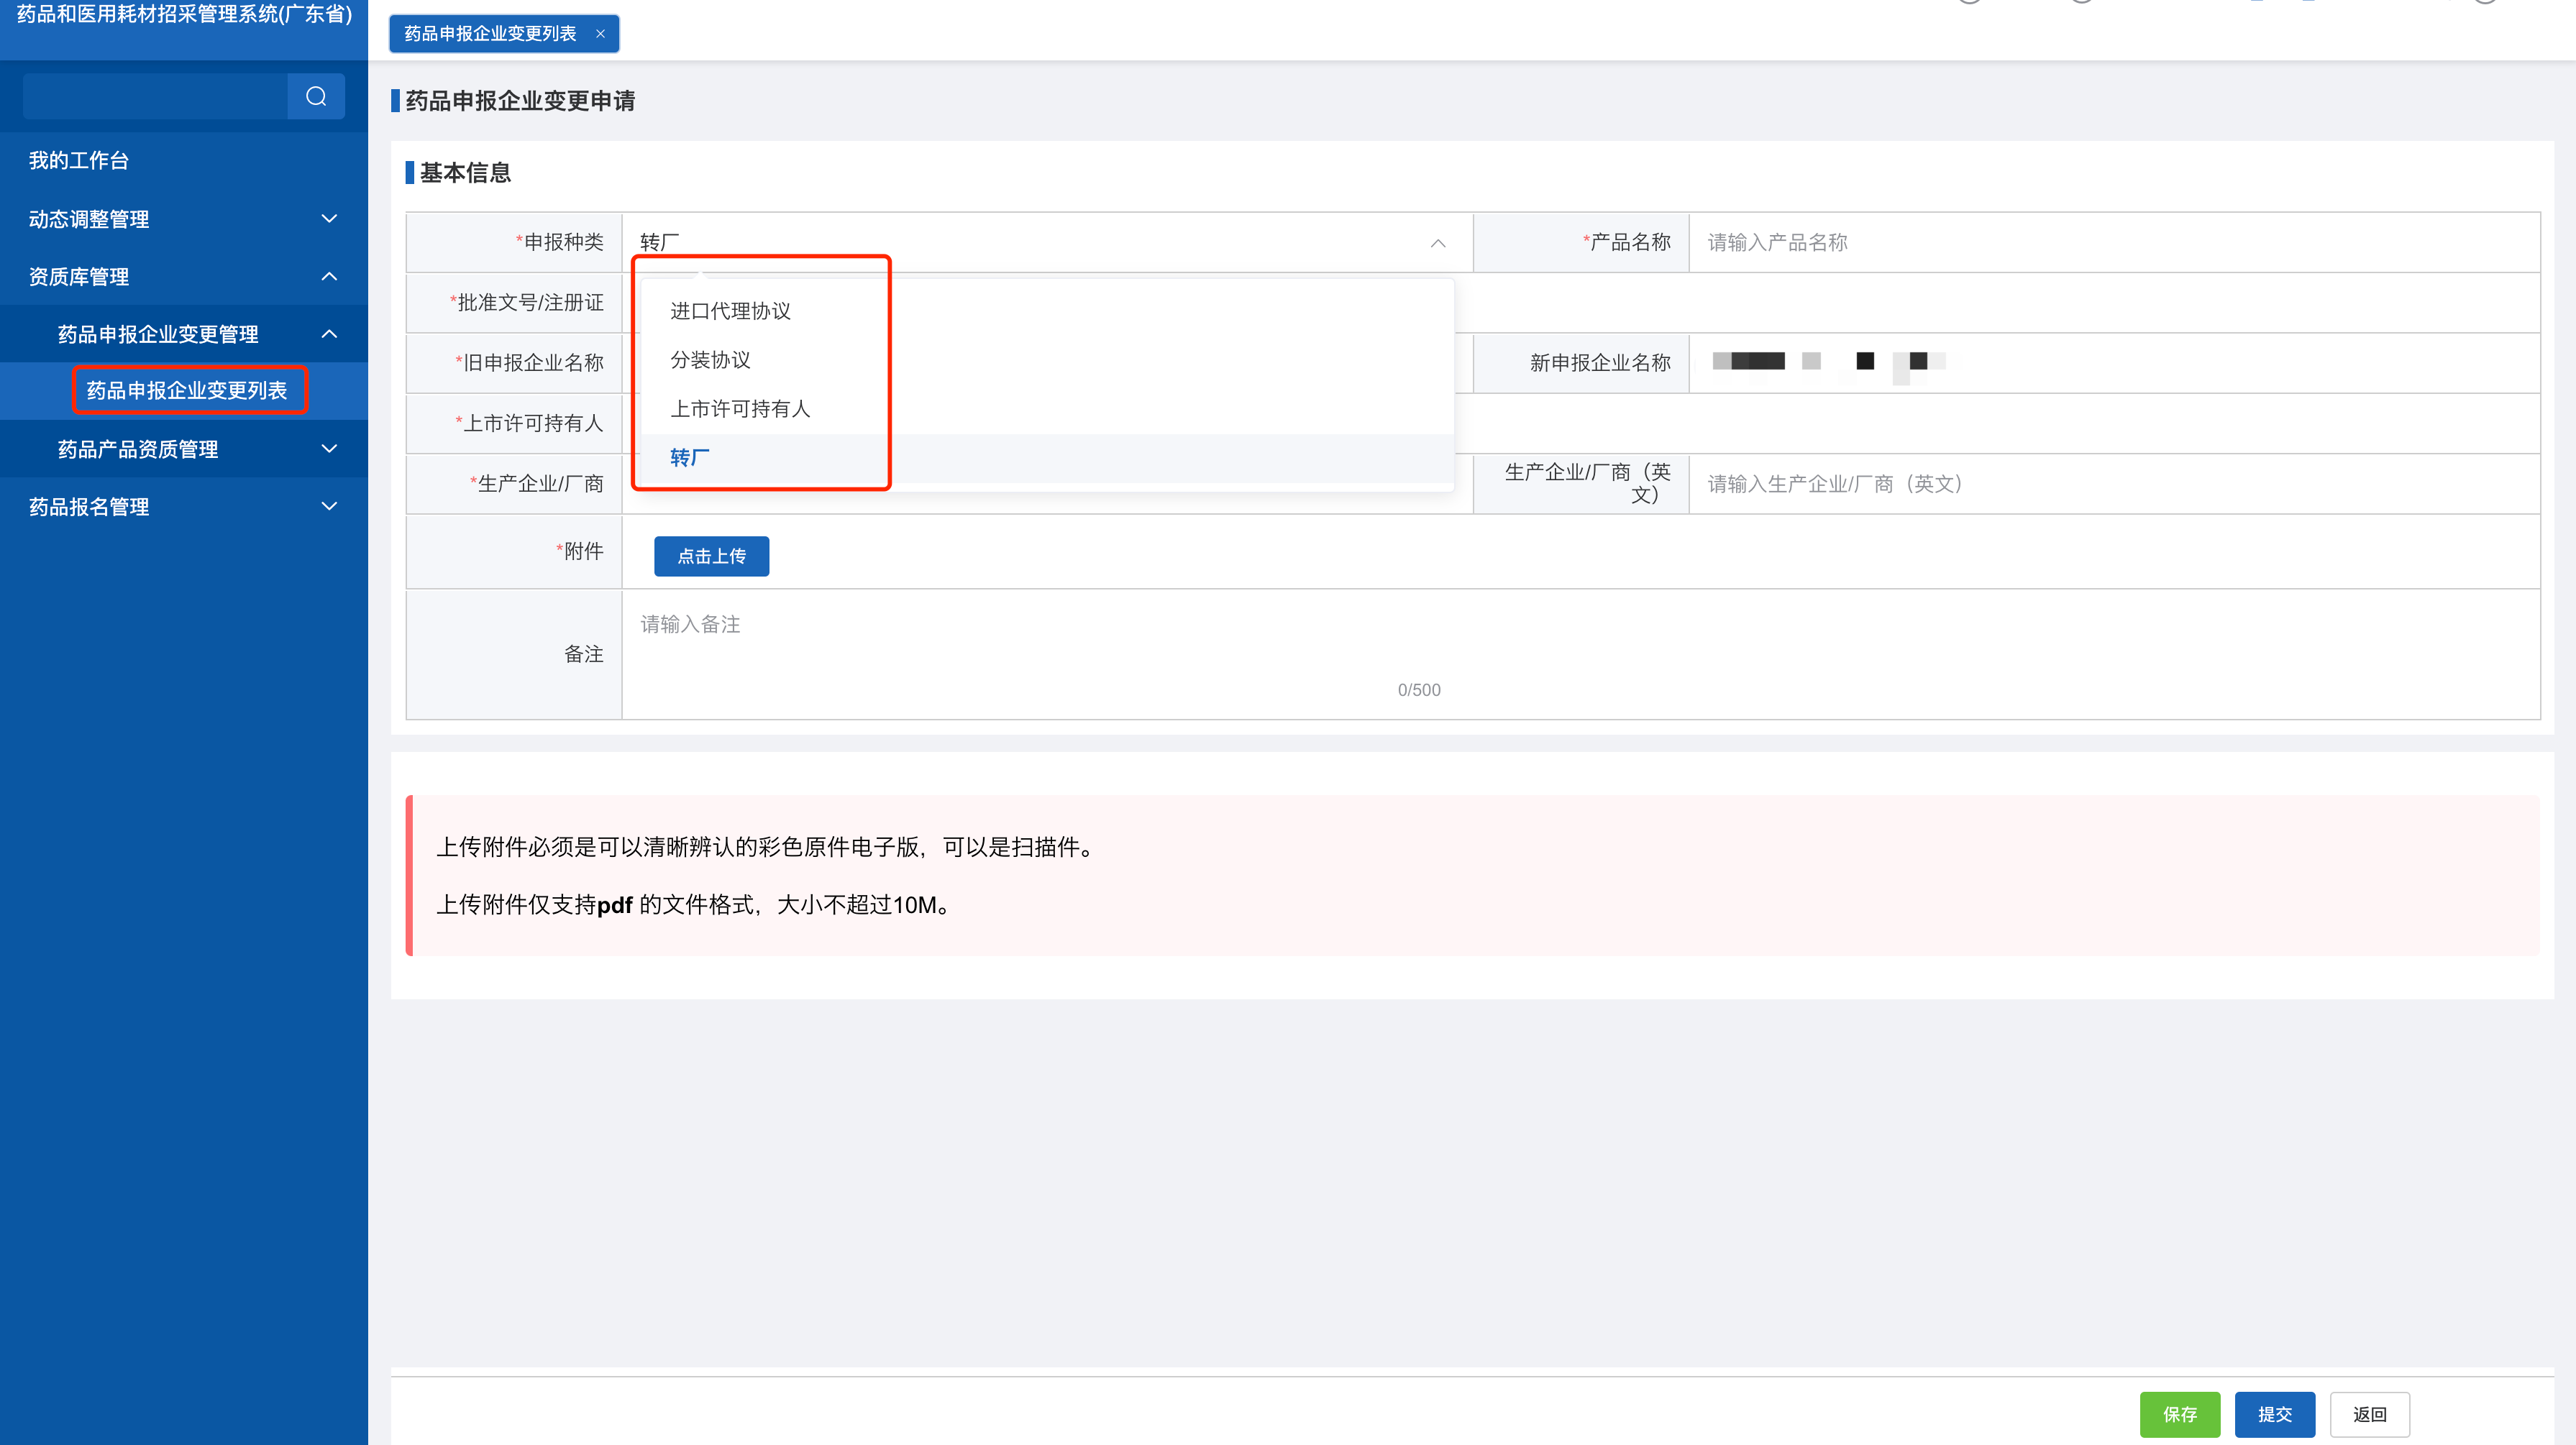 药品和医用耗材招采管理系统(广东省)
药品申报企业变更列表 ×
我的工作台
动态调整管理
资质库管理
药品申报企业变更管理
药品申报企业变更列表
药品产品资质管理
药品报名管理
药品申报企业变更申请
基本信息
*申报种类 转厂 *产品名称 请输入产品名称
*批准文号/注册证
*旧申报企业名称 新申报企业名称
*上市许可持有人
*生产企业/厂商 生产企业/厂商（英文） 请输入生产企业/厂商（英文）
进口代理协议
分装协议
上市许可持有人
转厂
*附件 点击上传
备注 请输入备注
0/500
上传附件必须是可以清晰辨认的彩色原件电子版，可以是扫描件。
上传附件仅支持pdf 的文件格式，大小不超过10M。
保存 提交 返回